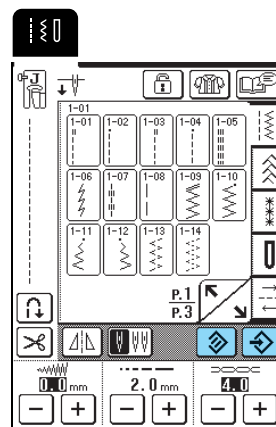 J
1-01
1-01 1-02 1-03 1-04 1-05
1-06 1-07 1-08 1-09 1-10
1-11 1-12 1-13 1-14
P.1
P.3
0.0 mm 2.0 mm 4.0
− + − + − +